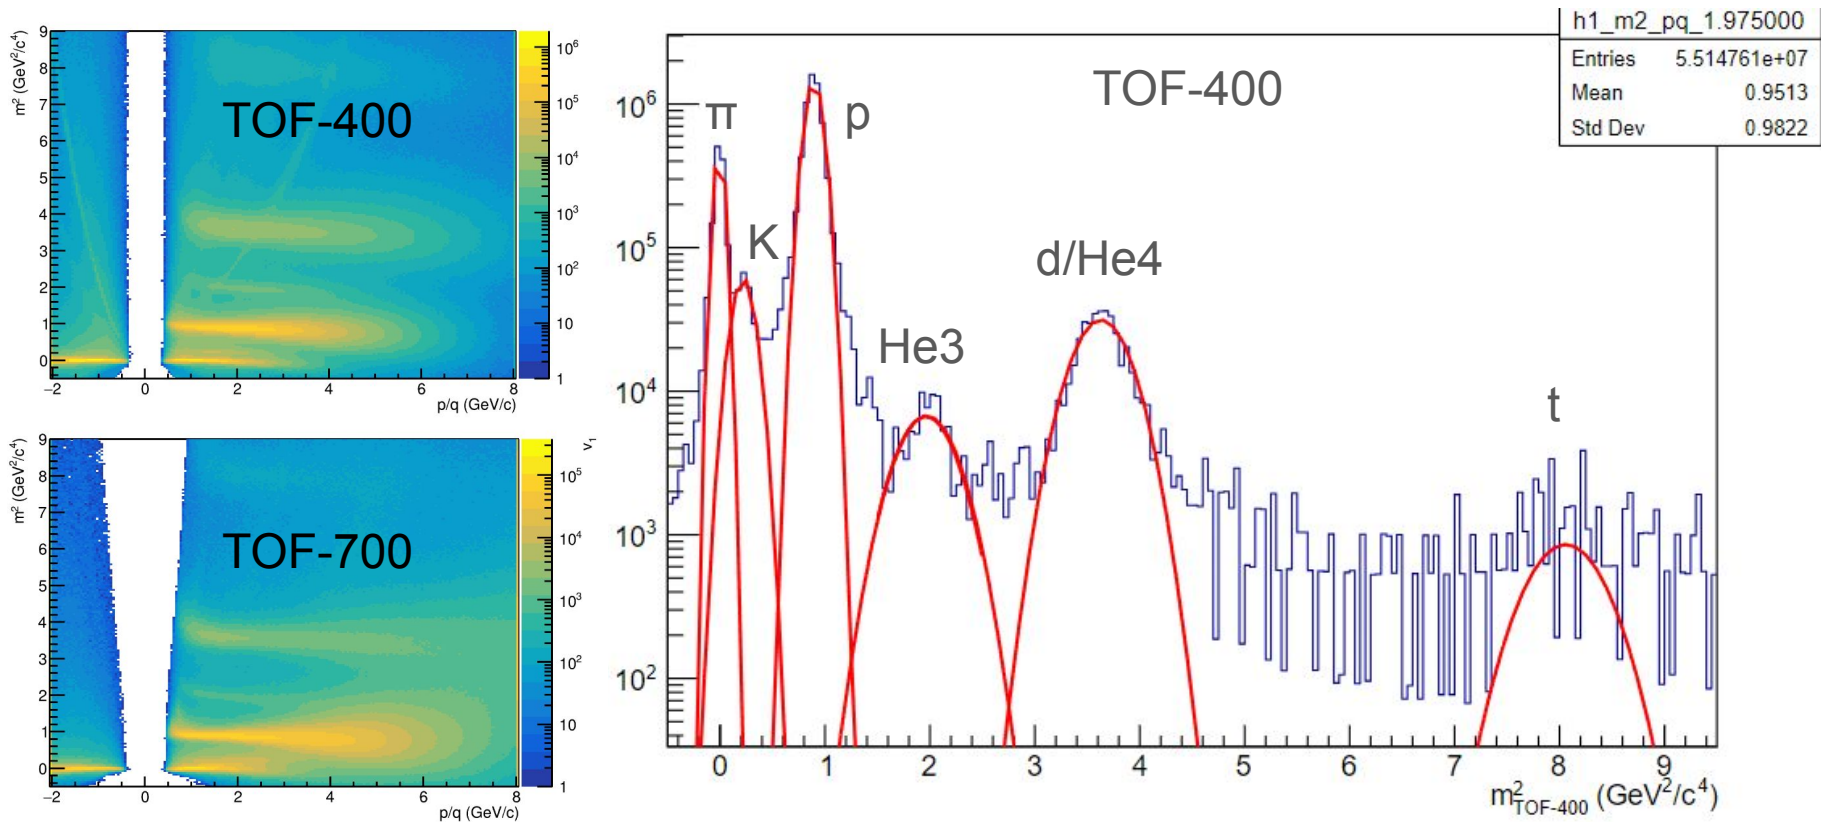 m² (GeV²/c⁴)
9
8
7
6
5
4
3
2
1
0
TOF-400
−2 0 2 4 6 8
p/q (GeV/c)
10⁶
10⁵
10⁴
10³
10²
10
1
m² (GeV²/c⁴)
9
8
7
6
5
4
3
2
1
0
TOF-700
−2 0 2 4 6 8
p/q (GeV/c)
v₁
10⁵
10⁴
10³
10²
10
1
h1_m2_pq_1.975000
Entries 5.514761e+07
Mean 0.9513
Std Dev 0.9822
TOF-400
π
p
K
He3
d/He4
t
10⁶
10⁵
10⁴
10³
10²
0 1 2 3 4 5 6 7 8 9
m²TOF-400 (GeV²/c⁴)